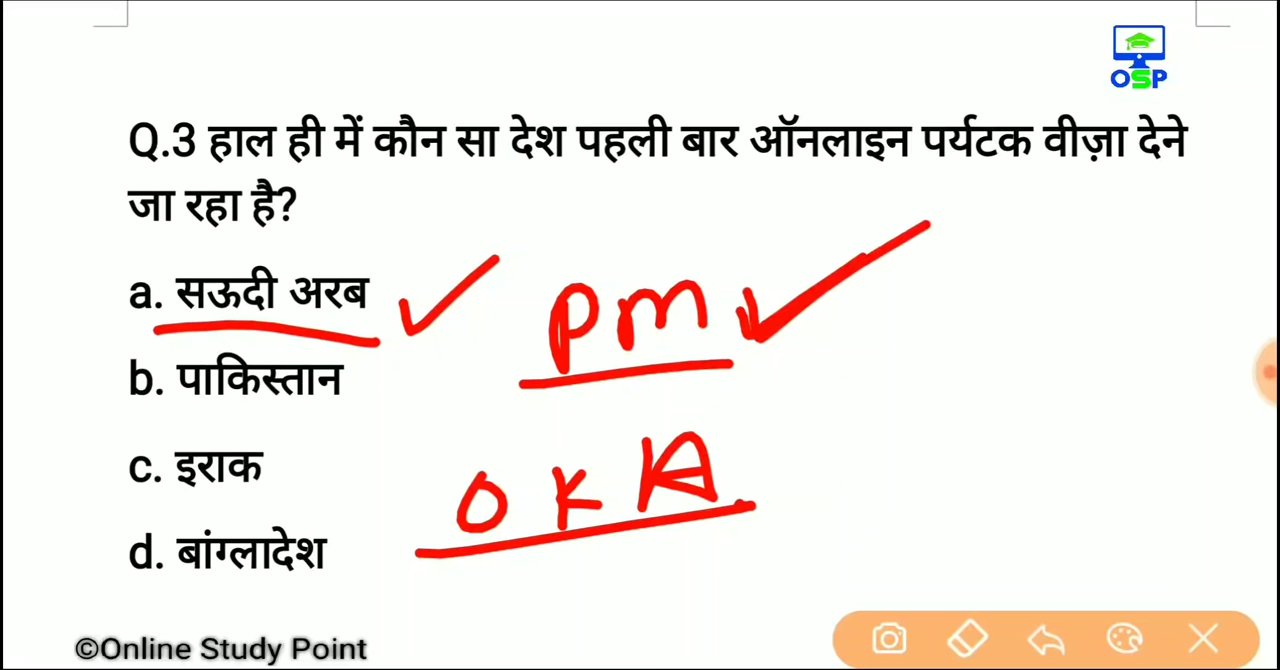 OSP
Q.3 हाल ही में कौन सा देश पहली बार ऑनलाइन पर्यटक वीज़ा देने
जा रहा है?
a. सऊदी अरब
pm
b. पाकिस्तान
c. इराक
OKA
d. बांग्लादेश
©Online Study Point